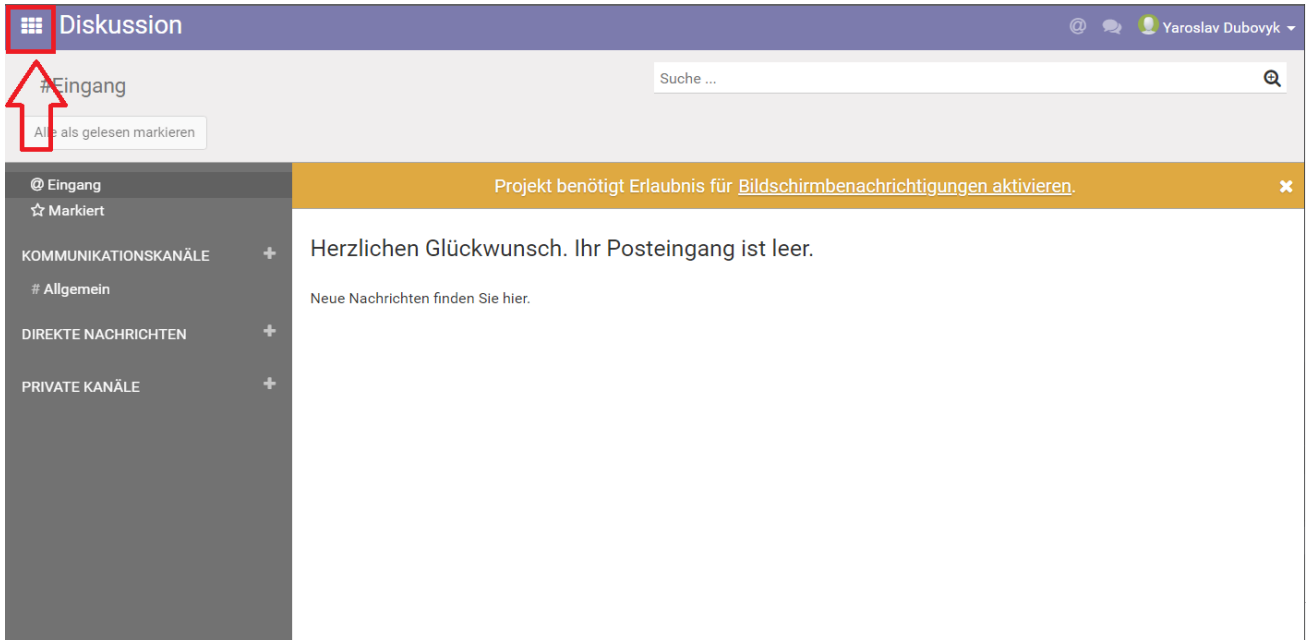 Diskussion
@ Yaroslav Dubovyk
#Eingang
Suche ...
Alle als gelesen markieren
@ Eingang
Markiert
KOMMUNIKATIONSKANÄLE +
# Allgemein
DIREKTE NACHRICHTEN +
PRIVATE KANÄLE +
Projekt benötigt Erlaubnis für Bildschirmbenachrichtigungen aktivieren.
Herzlichen Glückwunsch. Ihr Posteingang ist leer.
Neue Nachrichten finden Sie hier.